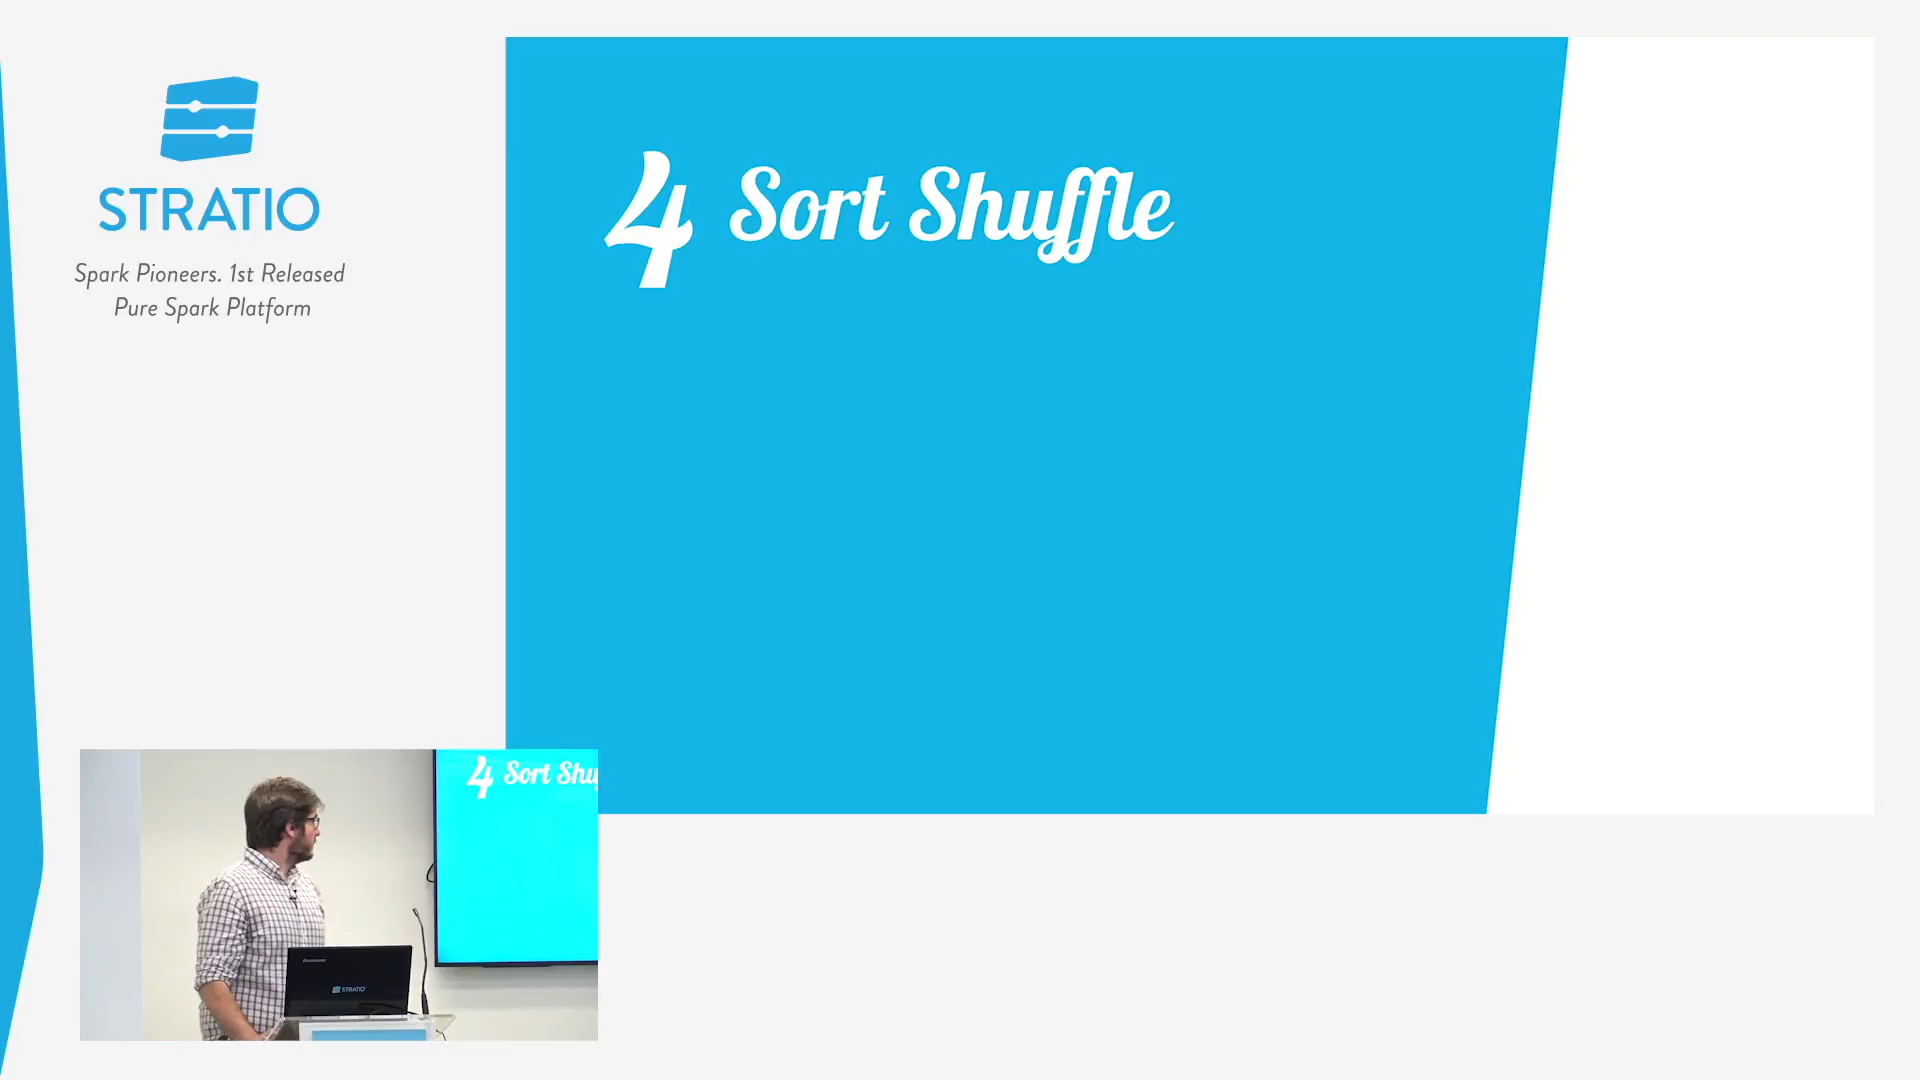 STRATIO
Spark Pioneers. 1st Released
Pure Spark Platform
4 Sort Shuffle
4 Sort Shu
STRATIO